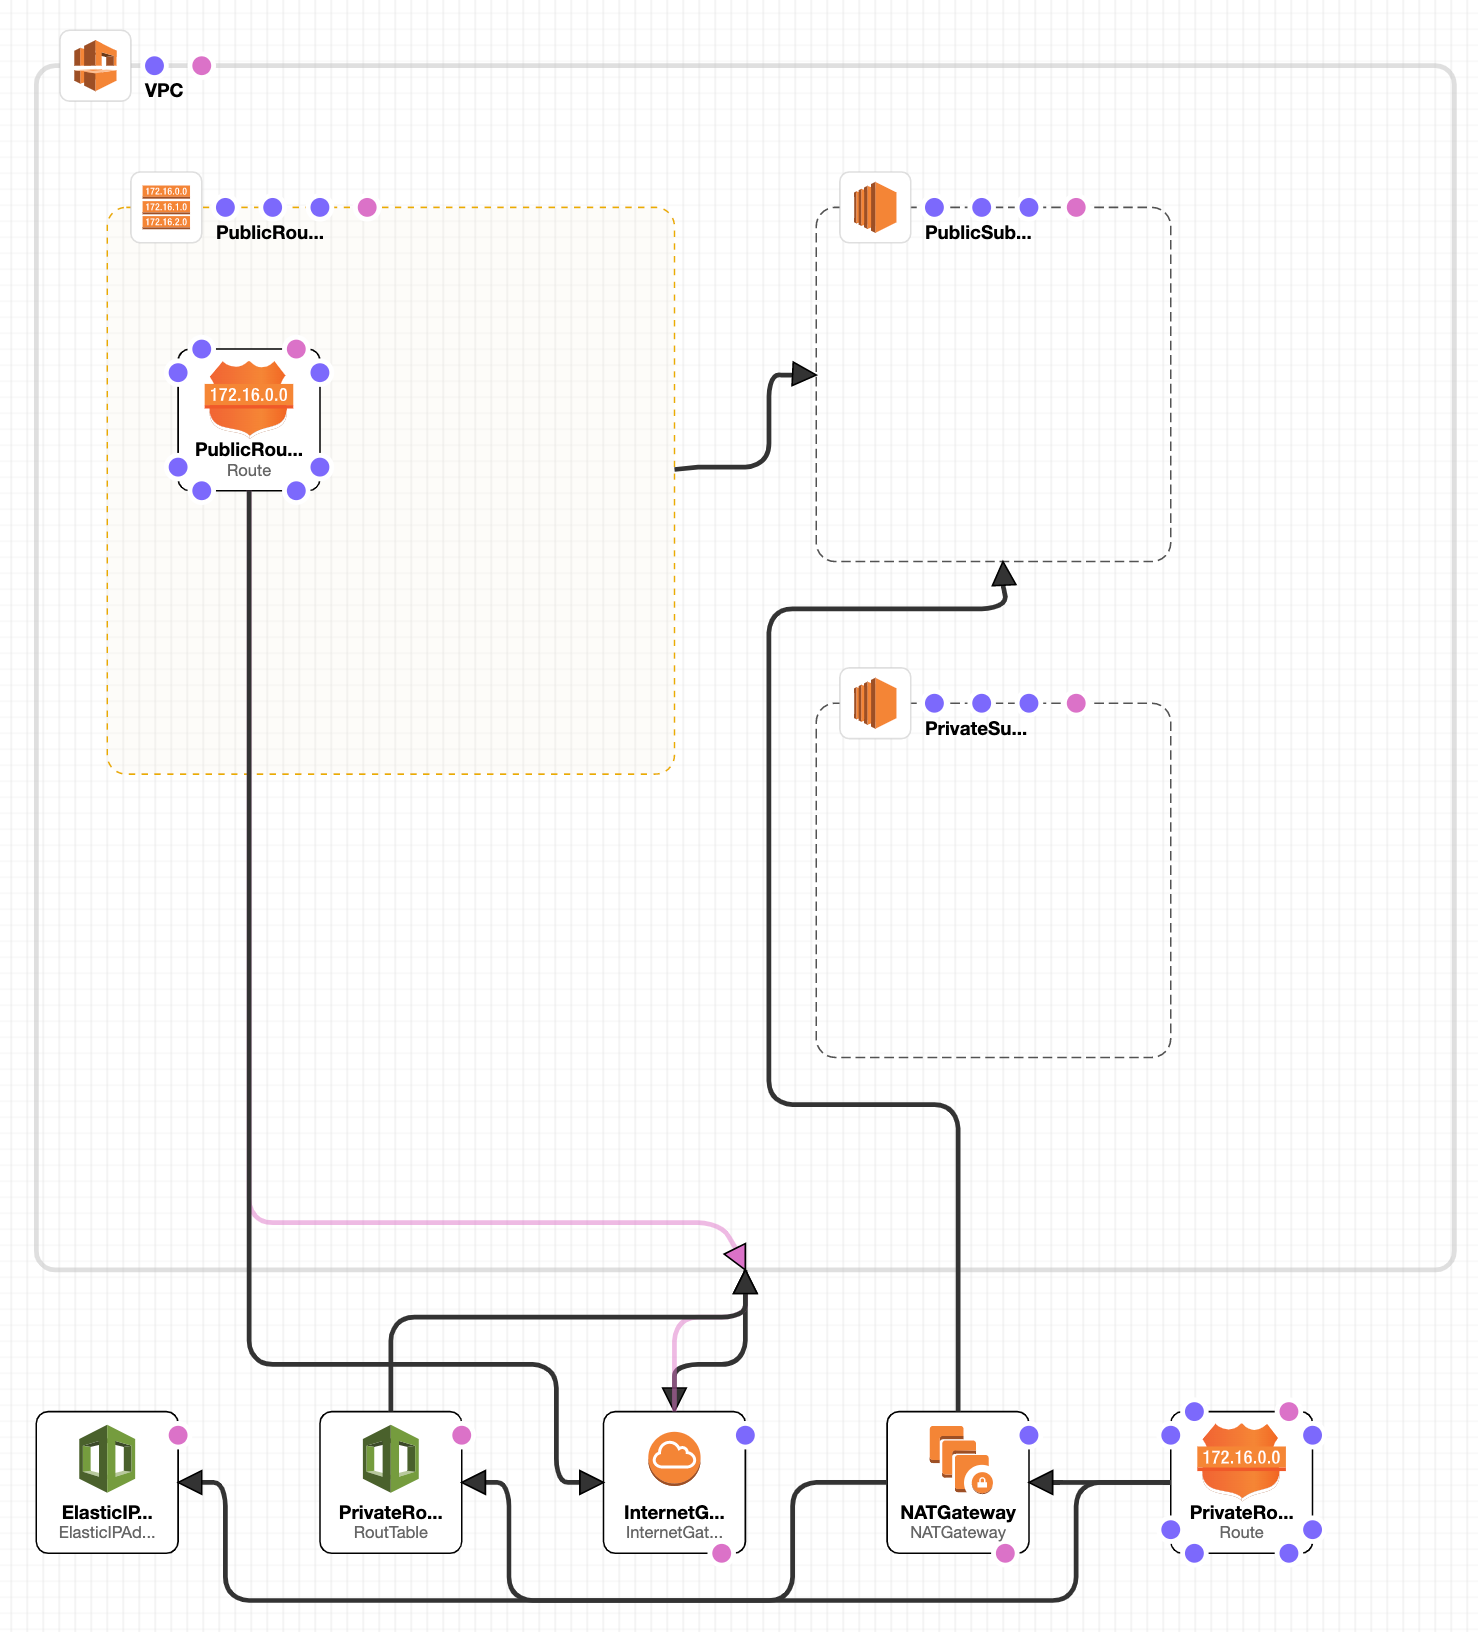 VPC
172.16.0.0
172.16.1.0
172.16.2.0
PublicRou...
PublicSub...
172.16.0.0
PublicRou...
Route
PrivateSu...
ElasticIP...
ElasticIPAd...
PrivateRo...
RoutTable
InternetG...
InternetGat...
NATGateway
NATGateway
172.16.0.0
PrivateRo...
Route